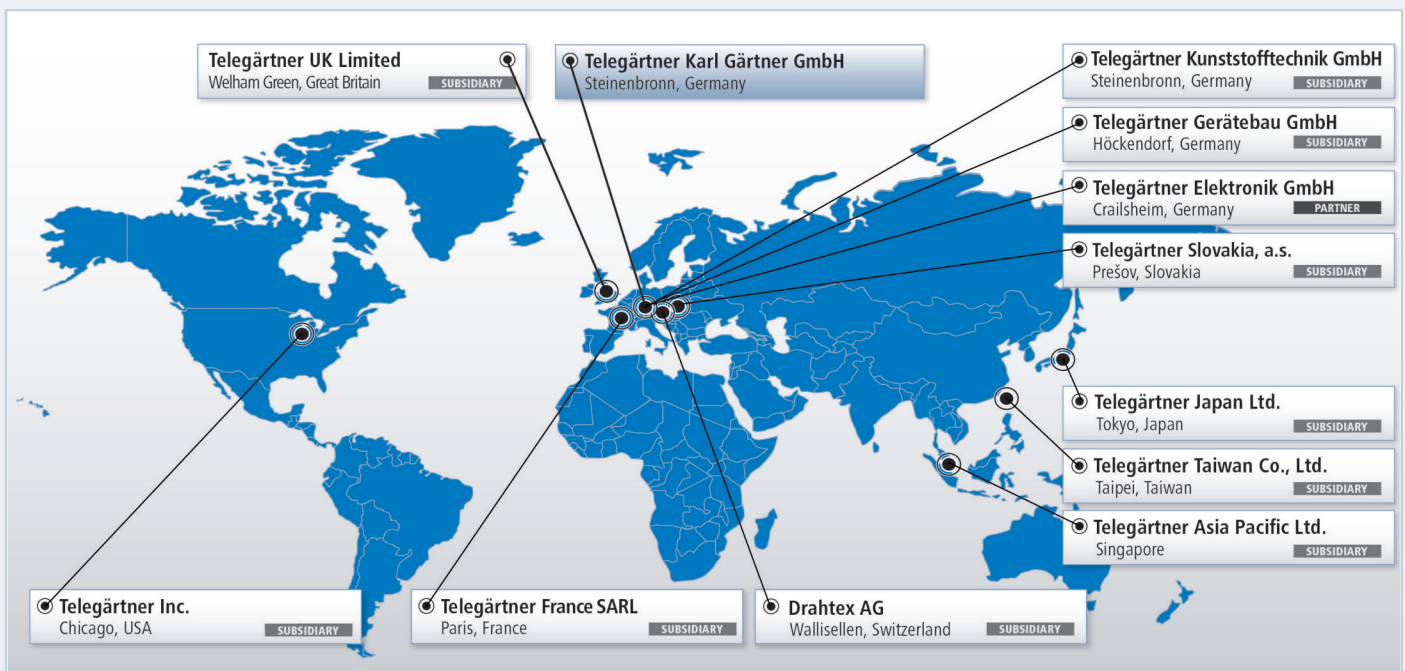 Telegärtner UK Limited
Welham Green, Great Britain
SUBSIDIARY
Telegärtner Karl Gärtner GmbH
Steinenbronn, Germany
Telegärtner Kunststofftechnik GmbH
Steinenbronn, Germany
SUBSIDIARY
Telegärtner Gerätebau GmbH
Höckendorf, Germany
SUBSIDIARY
Telegärtner Elektronik GmbH
Crailsheim, Germany
PARTNER
Telegärtner Slovakia, a.s.
Prešov, Slovakia
SUBSIDIARY
Telegärtner Japan Ltd.
Tokyo, Japan
SUBSIDIARY
Telegärtner Taiwan Co., Ltd.
Taipei, Taiwan
SUBSIDIARY
Telegärtner Asia Pacific Ltd.
Singapore
SUBSIDIARY
Telegärtner Inc.
Chicago, USA
SUBSIDIARY
Telegärtner France SARL
Paris, France
SUBSIDIARY
Drahtex AG
Wallisellen, Switzerland
SUBSIDIARY